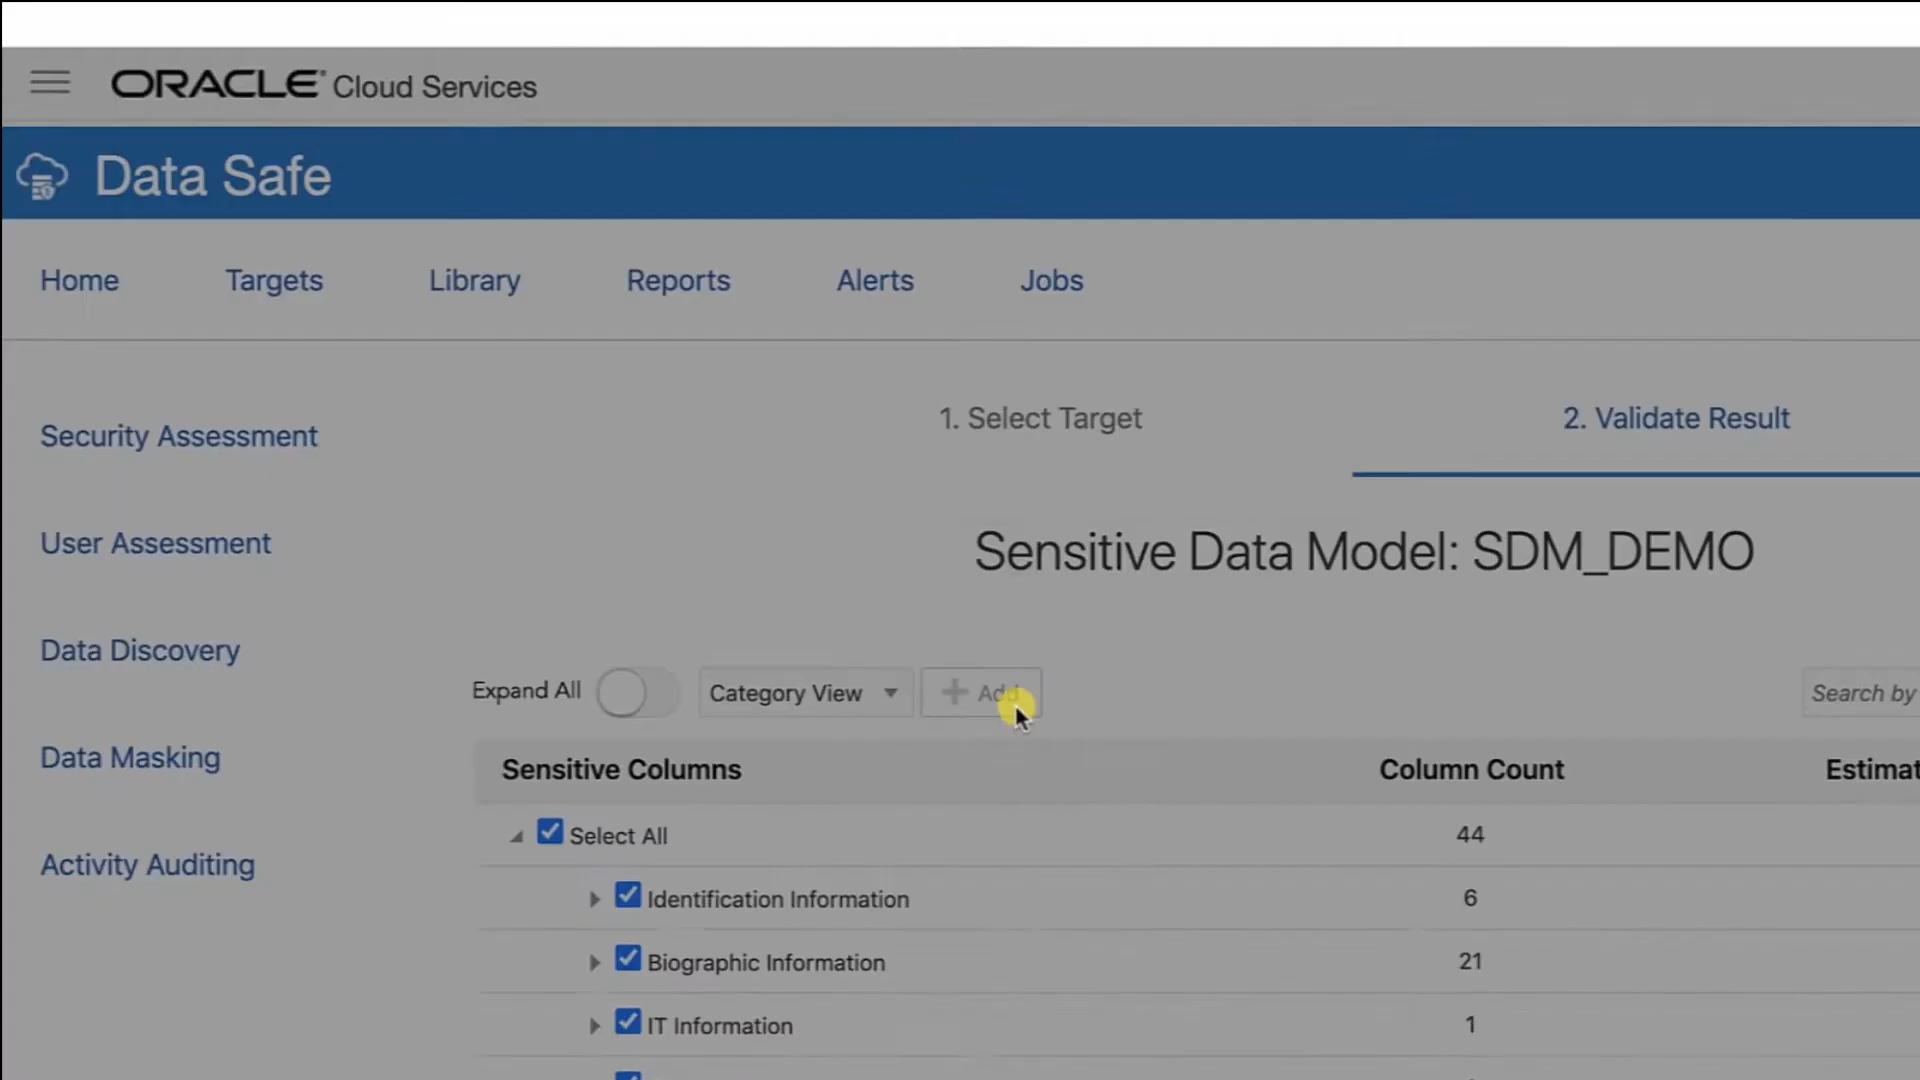 ORACLE Cloud Services
Data Safe
Home Targets Library Reports Alerts Jobs
1. Select Target 2. Validate Result
Security Assessment
User Assessment
Data Discovery
Data Masking
Activity Auditing
Sensitive Data Model: SDM_DEMO
Expand All Category View + Add Search by
Sensitive Columns Column Count Estimat
Select All 44
Identification Information 6
Biographic Information 21
IT Information 1